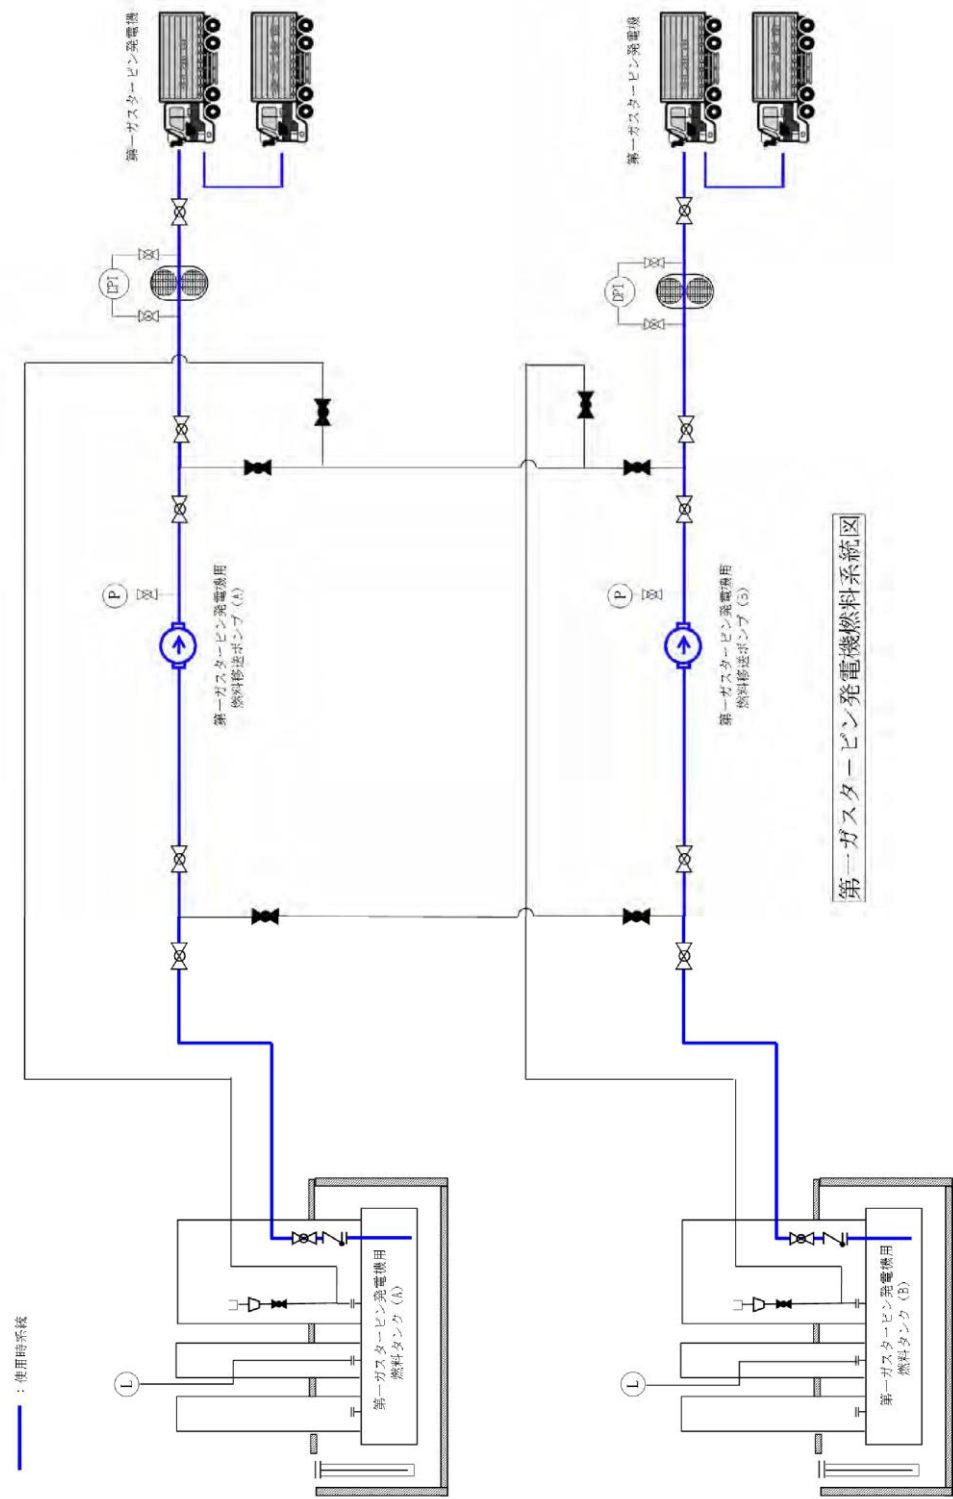 第一ガスタービン発電機
第一ガスタービン発電機
DPI
DPI
P
第一ガスタービン発電機用
燃料移送ポンプ (A)
P
第一ガスタービン発電機用
燃料移送ポンプ (B)
第一ガスタービン発電機燃料系統図
第一ガスタービン発電機用
燃料タンク (A)
L
第一ガスタービン発電機用
燃料タンク (B)
L
：使用時系統